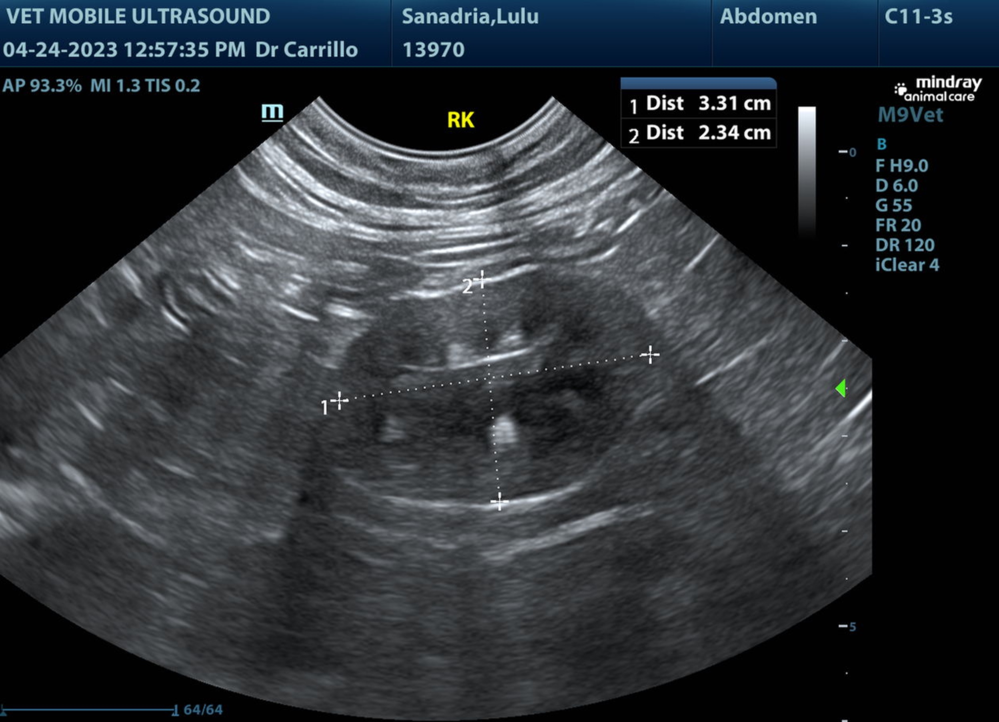 VET MOBILE ULTRASOUND
04-24-2023 12:57:35 PM Dr Carrillo
Sanadria,Lulu
13970
Abdomen
C11-3s
AP 93.3% MI 1.3 TIS 0.2
m
RK
1 Dist 3.31 cm
2 Dist 2.34 cm
mindray
animal care
M9Vet
B
F H9.0
D 6.0
G 55
FR 20
DR 120
iClear 4
0
2
1
5
1 64/64